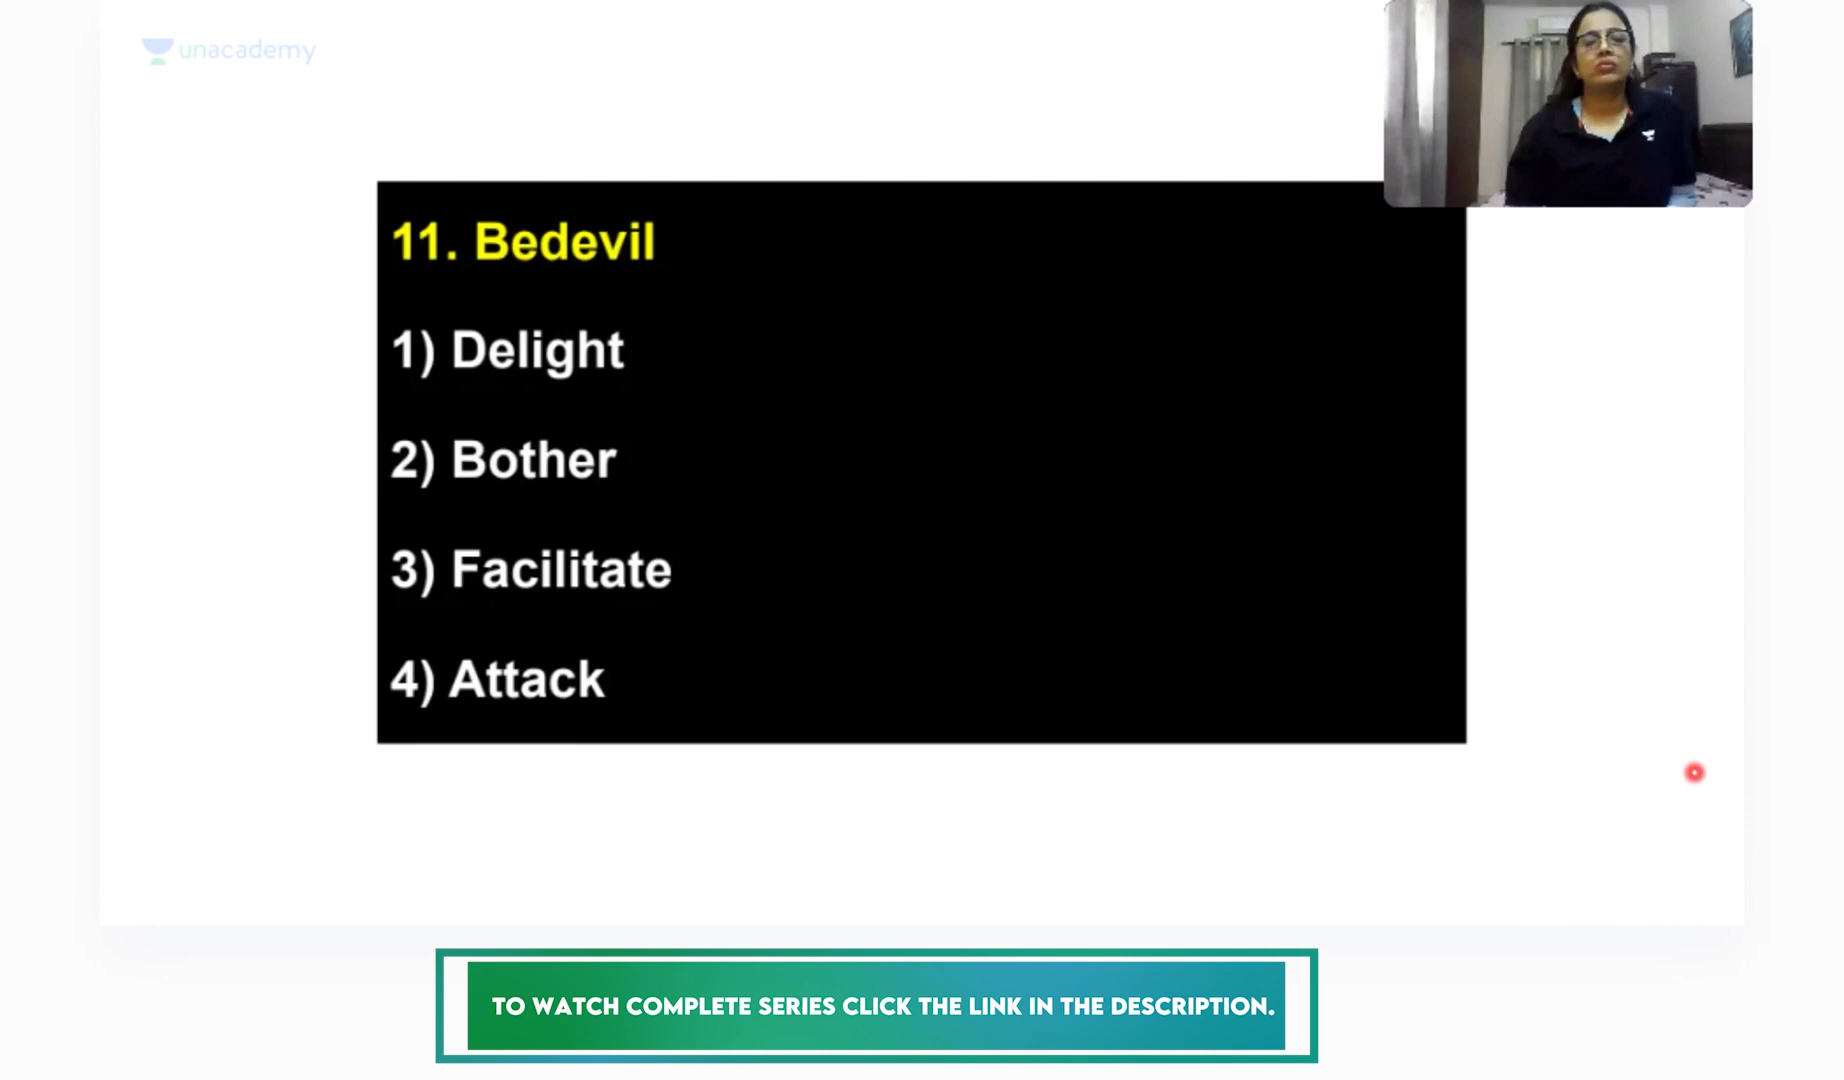 unacademy
11. Bedevil
1) Delight
2) Bother
3) Facilitate
4) Attack
TO WATCH COMPLETE SERIES CLICK THE LINK IN THE DESCRIPTION.